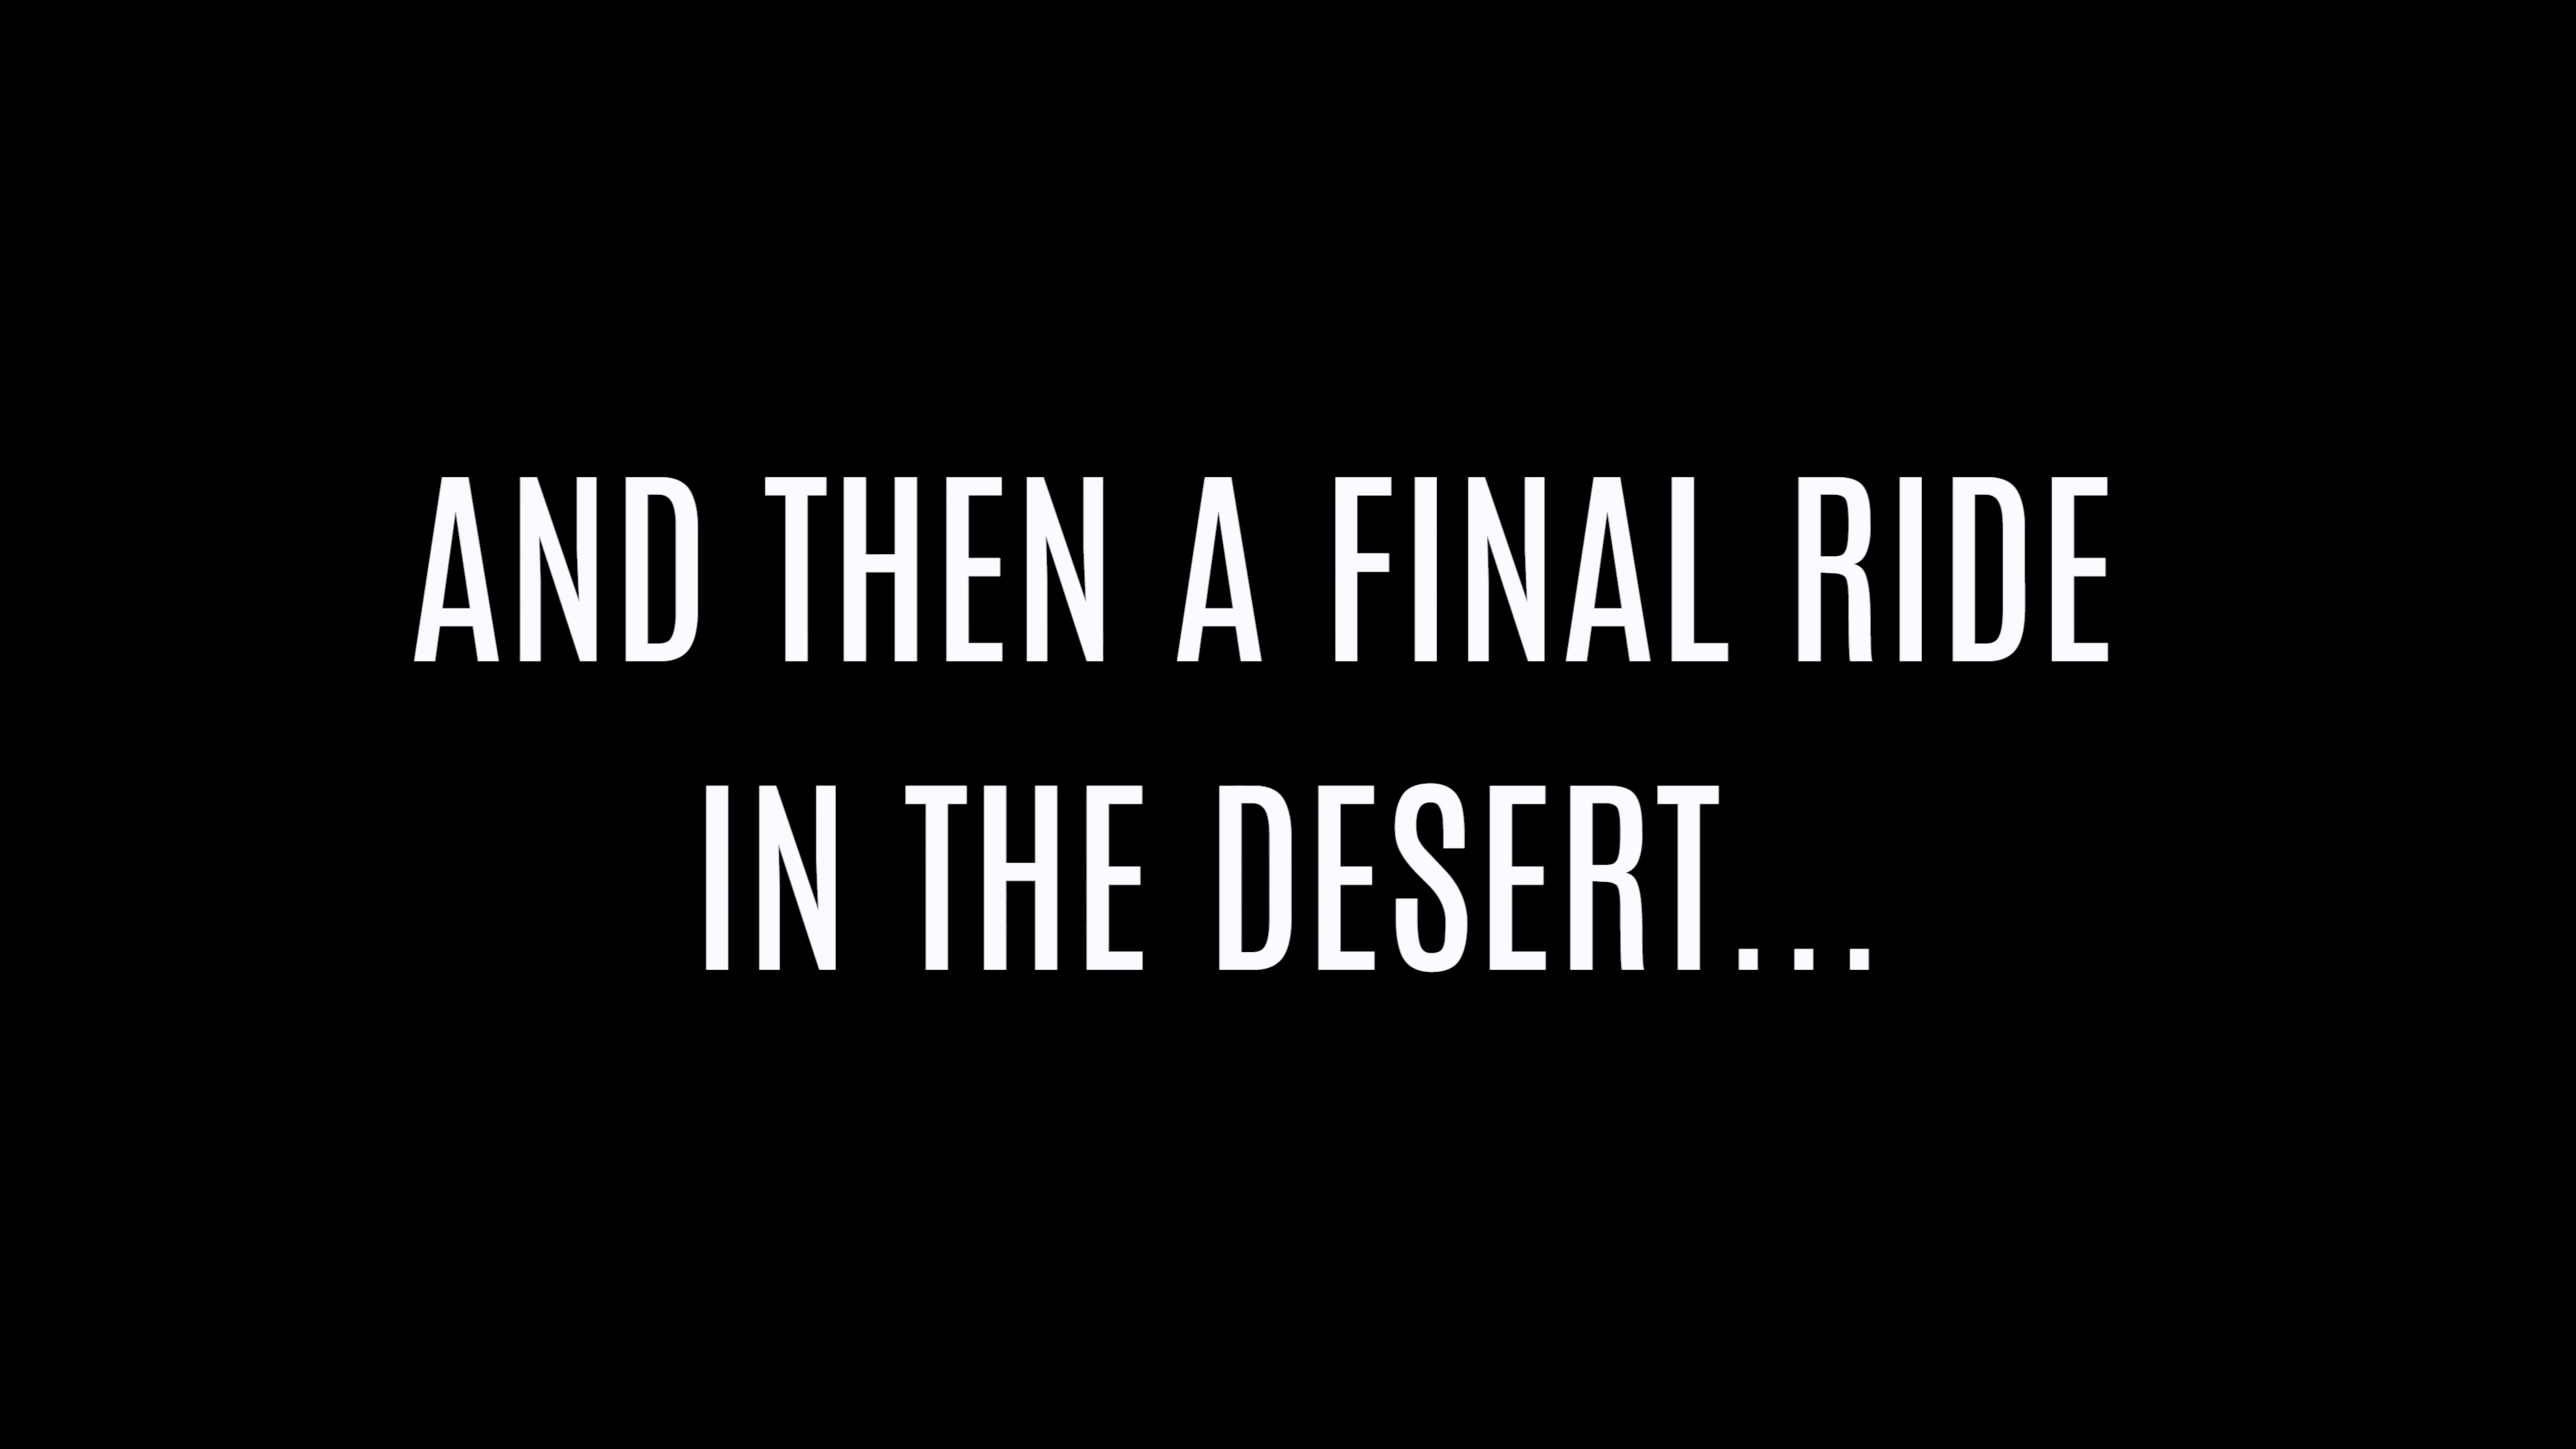 AND THEN A FINAL RIDE
IN THE DESERT...